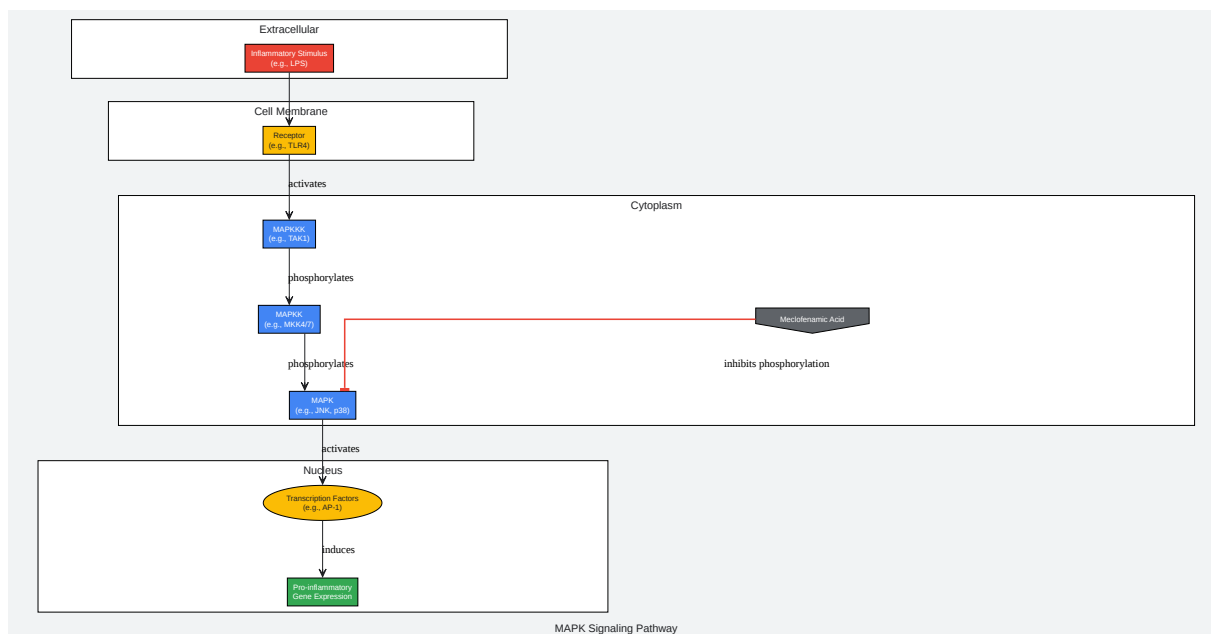 Extracellular
Inflammatory Stimulus
(e.g., LPS)
Cell Membrane
Receptor
(e.g., TLR4)
activates
Cytoplasm
MAPKKK
(e.g., TAK1)
phosphorylates
MAPKK
(e.g., MKK4/7)
Meclofenamic Acid
phosphorylates
inhibits phosphorylation
MAPK
(e.g., JNK, p38)
activates
Nucleus
Transcription Factors
(e.g., AP-1)
induces
Pro-inflammatory
Gene Expression
MAPK Signaling Pathway